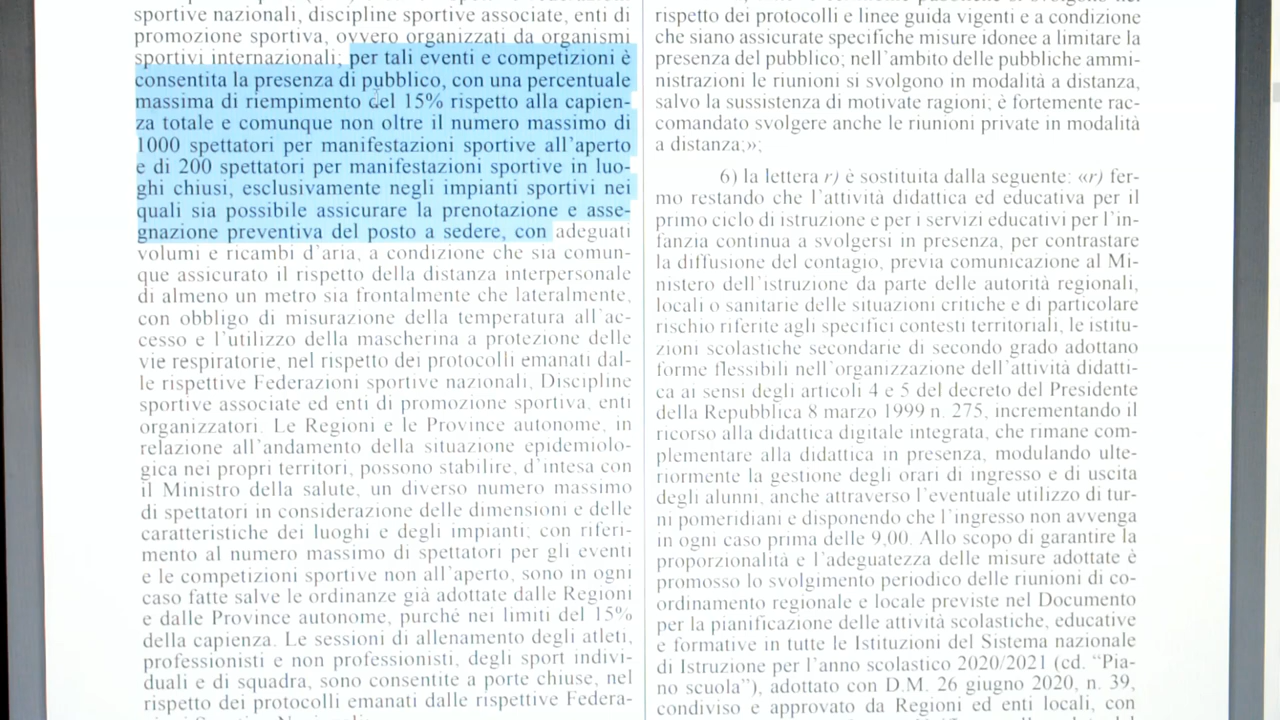 sportive nazionali, discipline sportive associate, enti di
promozione sportiva, ovvero organizzati da organismi
sportivi internazionali; per tali eventi e competizioni è
consentita la presenza di pubblico, con una percentuale
massima di riempimento del 15% rispetto alla capien-
za totale e comunque non oltre il numero massimo di
1000 spettatori per manifestazioni sportive all'aperto
e di 200 spettatori per manifestazioni sportive in luo-
ghi chiusi, esclusivamente negli impianti sportivi nei
quali sia possibile assicurare la prenotazione e asse-
gnazione preventiva del posto a sedere, con adeguati
volumi e ricambi d'aria, a condizione che sia comun-
que assicurato il rispetto della distanza interpersonale
di almeno un metro sia frontalmente che lateralmente,
con obbligo di misurazione della temperatura all'ac-
cesso e l'utilizzo della mascherina a protezione delle
vie respiratorie, nel rispetto dei protocolli emanati dal-
le rispettive Federazioni sportive nazionali, Discipline
sportive associate ed enti di promozione sportiva, enti
organizzatori. Le Regioni e le Province autonome, in
relazione all'andamento della situazione epidemiolo-
gica nei propri territori, possono stabilire, d'intesa con
il Ministro della salute, un diverso numero massimo
di spettatori in considerazione delle dimensioni e delle
caratteristiche dei luoghi e degli impianti; con riferi-
mento al numero massimo di spettatori per gli eventi
e le competizioni sportive non all'aperto, sono in ogni
caso fatte salve le ordinanze già adottate dalle Regioni
e dalle Province autonome, purché nei limiti del 15%
della capienza. Le sessioni di allenamento degli atleti,
professionisti e non professionisti, degli sport indivi-
duali e di squadra, sono consentite a porte chiuse, nel
rispetto dei protocolli emanati dalle rispettive Federa-
rispetto dei protocolli e linee guida vigenti e a condizione
che siano assicurate specifiche misure idonee a limitare la
presenza del pubblico; nell'ambito delle pubbliche ammi-
nistrazioni le riunioni si svolgono in modalità a distanza,
salvo la sussistenza di motivate ragioni; è fortemente rac-
comandato svolgere anche le riunioni private in modalità
a distanza;»;
6) la lettera r) è sostituita dalla seguente: «r) fer-
mo restando che l'attività didattica ed educativa per il
primo ciclo di istruzione e per i servizi educativi per l'in-
fanzia continua a svolgersi in presenza, per contrastare
la diffusione del contagio, previa comunicazione al Mi-
nistero dell'istruzione da parte delle autorità regionali,
locali o sanitarie delle situazioni critiche e di particolare
rischio riferite agli specifici contesti territoriali, le istitu-
zioni scolastiche secondarie di secondo grado adottano
forme flessibili nell'organizzazione dell'attività didatti-
ca ai sensi degli articoli 4 e 5 del decreto del Presidente
della Repubblica 8 marzo 1999 n. 275, incrementando il
ricorso alla didattica digitale integrata, che rimane com-
plementare alla didattica in presenza, modulando ulte-
riormente la gestione degli orari di ingresso e di uscita
degli alunni, anche attraverso l'eventuale utilizzo di tur-
ni pomeridiani e disponendo che l'ingresso non avvenga
in ogni caso prima delle 9,00. Allo scopo di garantire la
proporzionalità e l'adeguatezza delle misure adottate è
promosso lo svolgimento periodico delle riunioni di co-
ordinamento regionale e locale previste nel Documento
per la pianificazione delle attività scolastiche, educative
e formative in tutte le Istituzioni del Sistema nazionale
di Istruzione per l'anno scolastico 2020/2021 (cd. "Pia-
no scuola"), adottato con D.M. 26 giugno 2020, n. 39,
condiviso e approvato da Regioni ed enti locali, con